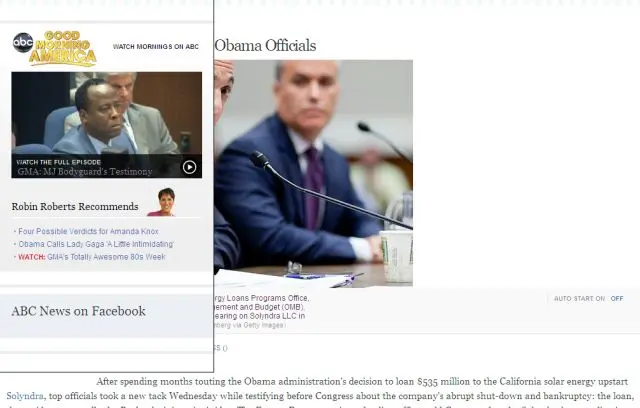 abc GOOD MORNING AMERICA
WATCH MORNINGS ON ABC
WATCH THE FULL EPISODE
GMA: MJ Bodyguard's Testimony
Robin Roberts Recommends
· Four Possible Verdicts for Amanda Knox
· Obama Calls Lady Gaga 'A Little Intimidating'
· WATCH: GMA's Totally Awesome 80s Week
ABC News on Facebook
Obama Officials
rgy Loans Programs Office,
ement and Budget (OMB),
earing on Solyndra LLC in
nberg via Getty Images)
AUTO START ON OFF
SS ()
After spending months touting the Obama administration's decision to loan $535 million to the California solar energy upstart
Solyndra, top officials took a new tack Wednesday while testifying before Congress about the company's abrupt shut-down and bankruptcy: the loan,